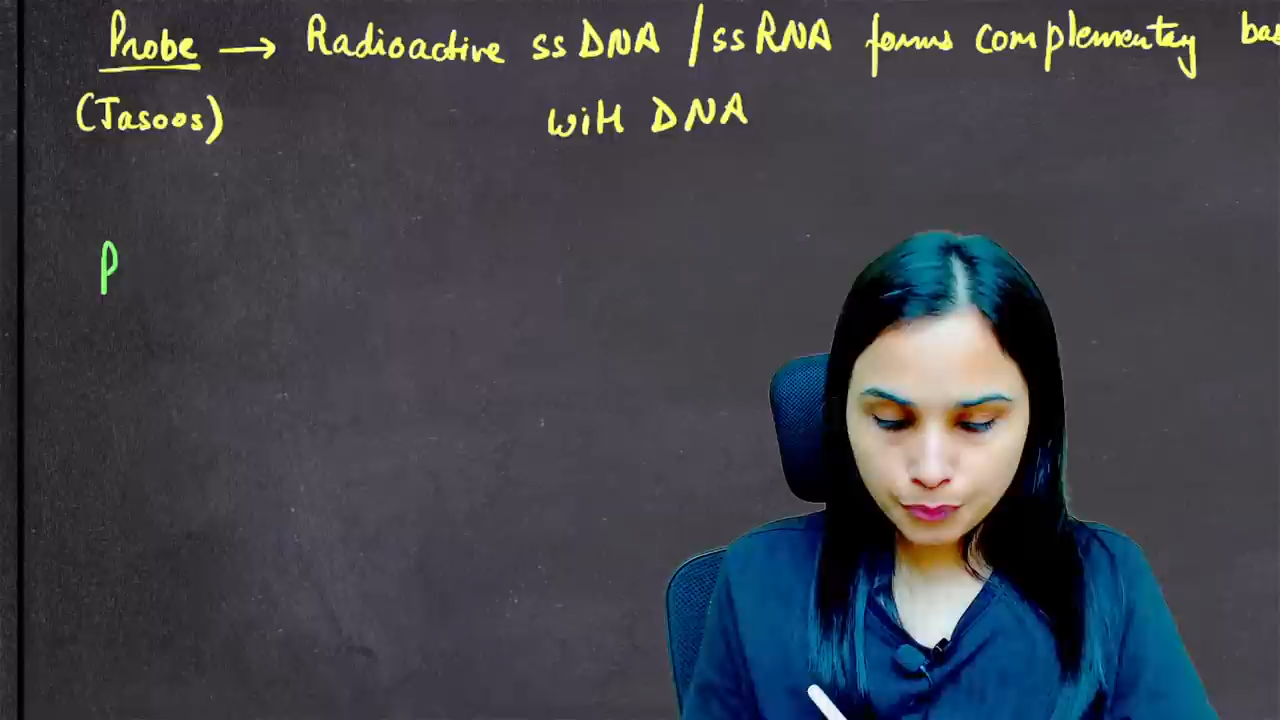 Probe → Radioactive ssDNA / ssRNA forms complementary
(Jasoos) with DNA
P